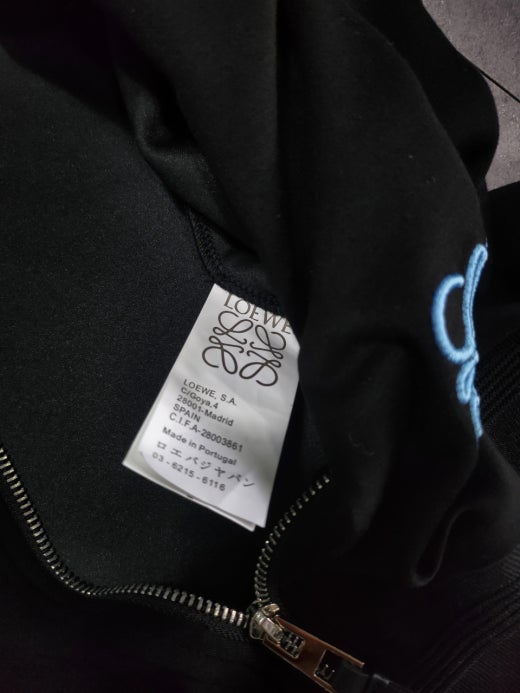 LOEWE
LOEWE, S.A.
C/Goya.4
28001-Madrid
SPAIN
C.I.F.A-28003861
Made in Portugal
ロエベジャパン
03-6215-6116